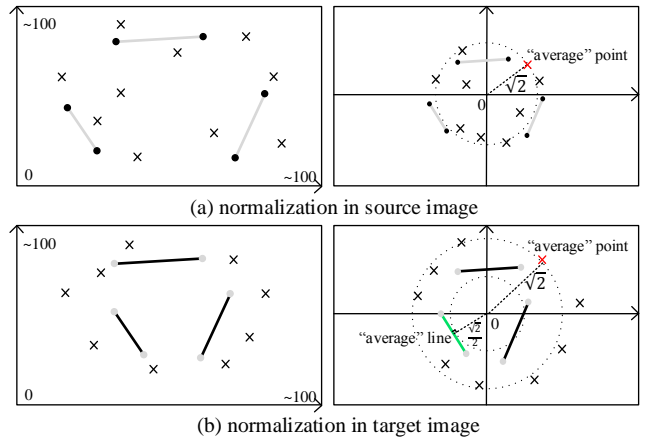 ~100
0
~100
“average” point
√2
0
(a) normalization in source image
~100
0
~100
“average” point
√2
0
“average” line
√2/2
(b) normalization in target image